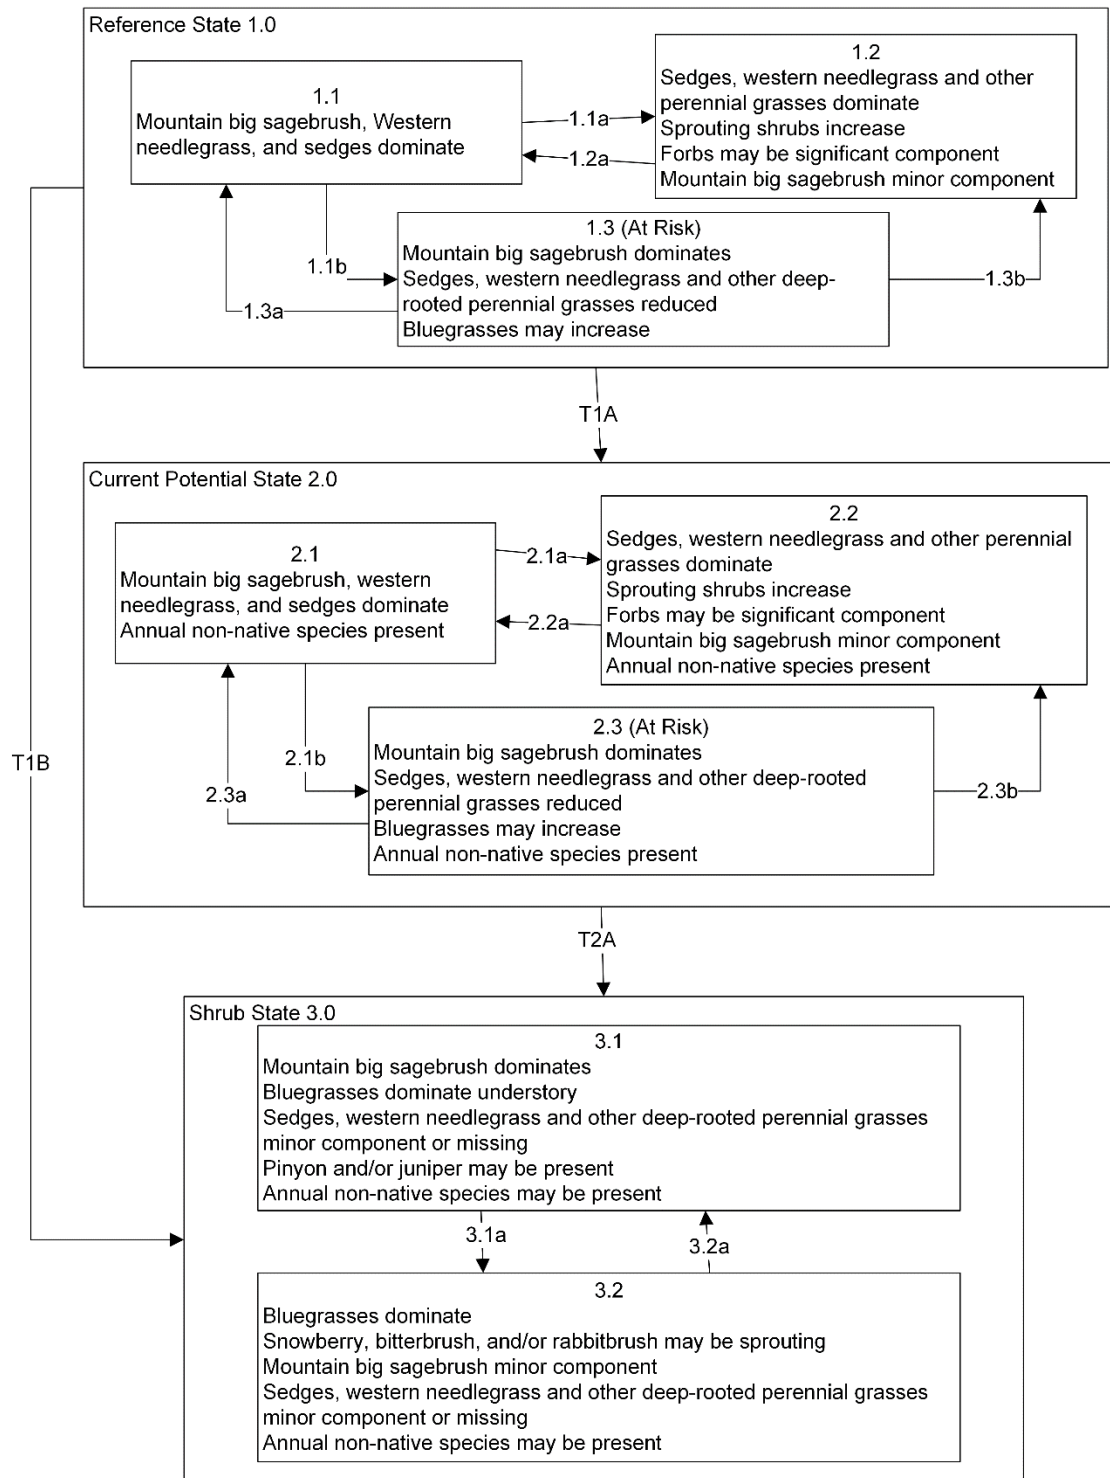 Reference State 1.0
1.1
Mountain big sagebrush, Western
needlegrass, and sedges dominate
1.1a
1.2a
1.2
Sedges, western needlegrass and other
perennial grasses dominate
Sprouting shrubs increase
Forbs may be significant component
Mountain big sagebrush minor component
1.1b
1.3a
1.3 (At Risk)
Mountain big sagebrush dominates
Sedges, western needlegrass and other deep-
rooted perennial grasses reduced
Bluegrasses may increase
1.3b
T1A
Current Potential State 2.0
2.1
Mountain big sagebrush, western
needlegrass, and sedges dominate
Annual non-native species present
2.1a
2.2a
2.2
Sedges, western needlegrass and other perennial
grasses dominate
Sprouting shrubs increase
Forbs may be significant component
Mountain big sagebrush minor component
Annual non-native species present
T1B
2.1b
2.3a
2.3 (At Risk)
Mountain big sagebrush dominates
Sedges, western needlegrass and other deep-rooted
perennial grasses reduced
Bluegrasses may increase
Annual non-native species present
2.3b
T2A
Shrub State 3.0
3.1
Mountain big sagebrush dominates
Bluegrasses dominate understory
Sedges, western needlegrass and other deep-rooted perennial grasses
minor component or missing
Pinyon and/or juniper may be present
Annual non-native species may be present
3.1a
3.2a
3.2
Bluegrasses dominate
Snowberry, bitterbrush, and/or rabbitbrush may be sprouting
Mountain big sagebrush minor component
Sedges, western needlegrass and other deep-rooted perennial grasses
minor component or missing
Annual non-native species may be present